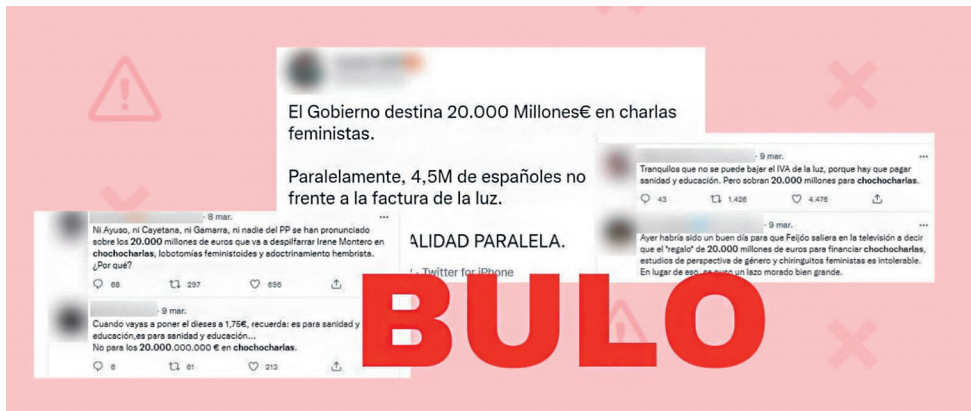 El Gobierno destina 20.000 Millones€ en charlas
feministas.
Paralelamente, 4,5M de españoles no
frente a la factura de la luz.
ALIDAD PARALELA.
Twitter for iPhone
· 8 mar.
Ni Ayuso, ni Cayetana, ni Gamarra, ni nadie del PP se han pronunciado
sobre los 20.000 millones de euros que va a despilfarrar Irene Montero en
chochocharlas, lobotomías feministoides y adoctrinamiento hembrista.
¿Por qué?
68 297 696
· 9 mar.
Cuando vayas a poner el dieses a 1,75€, recuerda: es para sanidad y
educación,es para sanidad y educación...
No para los 20.000.000.000 € en chochocharlas.
6 61 213
· 9 mar.
Tranquilos que no se puede bajar el IVA de la luz, porque hay que pagar
sanidad y educación. Pero sobran 20.000 millones para chochocharlas.
43 1.426 4.476
· 9 mar.
Ayer habría sido un buen día para que Feijóo saliera en la televisión a decir
que el "regalo" de 20.000 millones de euros para financiar chochocharlas,
estudios de perspectiva de género y chiringuitos feministas es intolerable.
En lugar de eso, se puso un lazo morado bien grande.
BULO